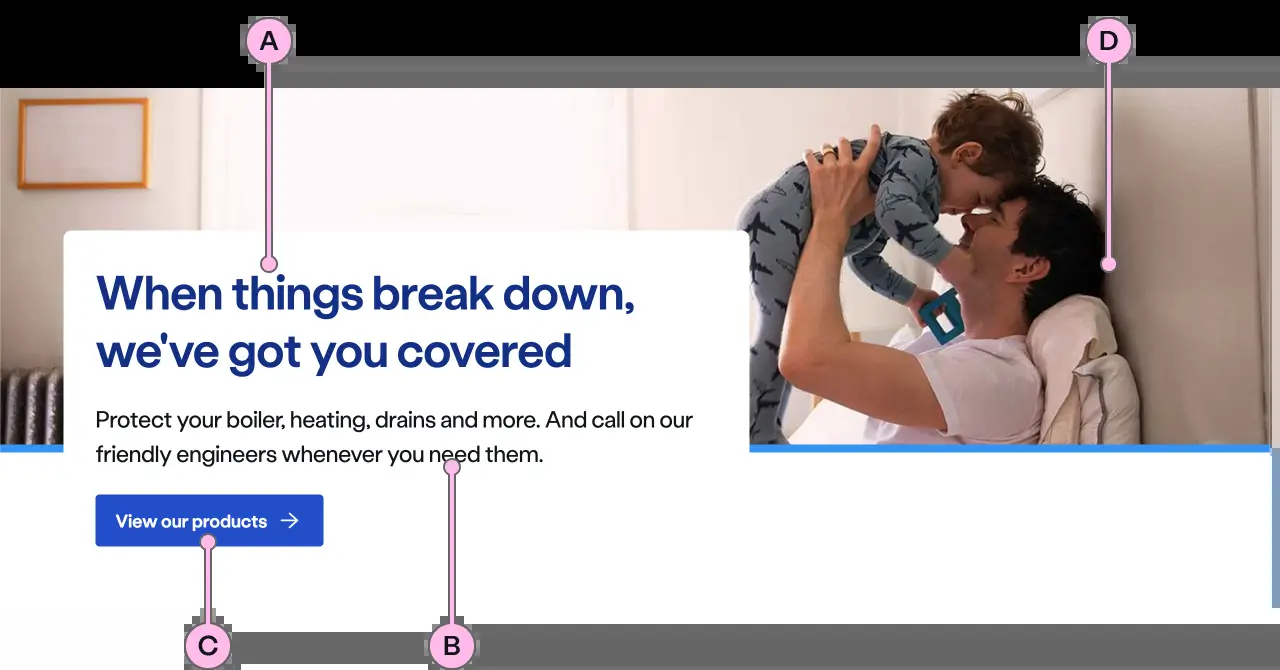 A
D
When things break down,
we've got you covered
Protect your boiler, heating, drains and more. And call on our
friendly engineers whenever you need them.
View our products
C
B